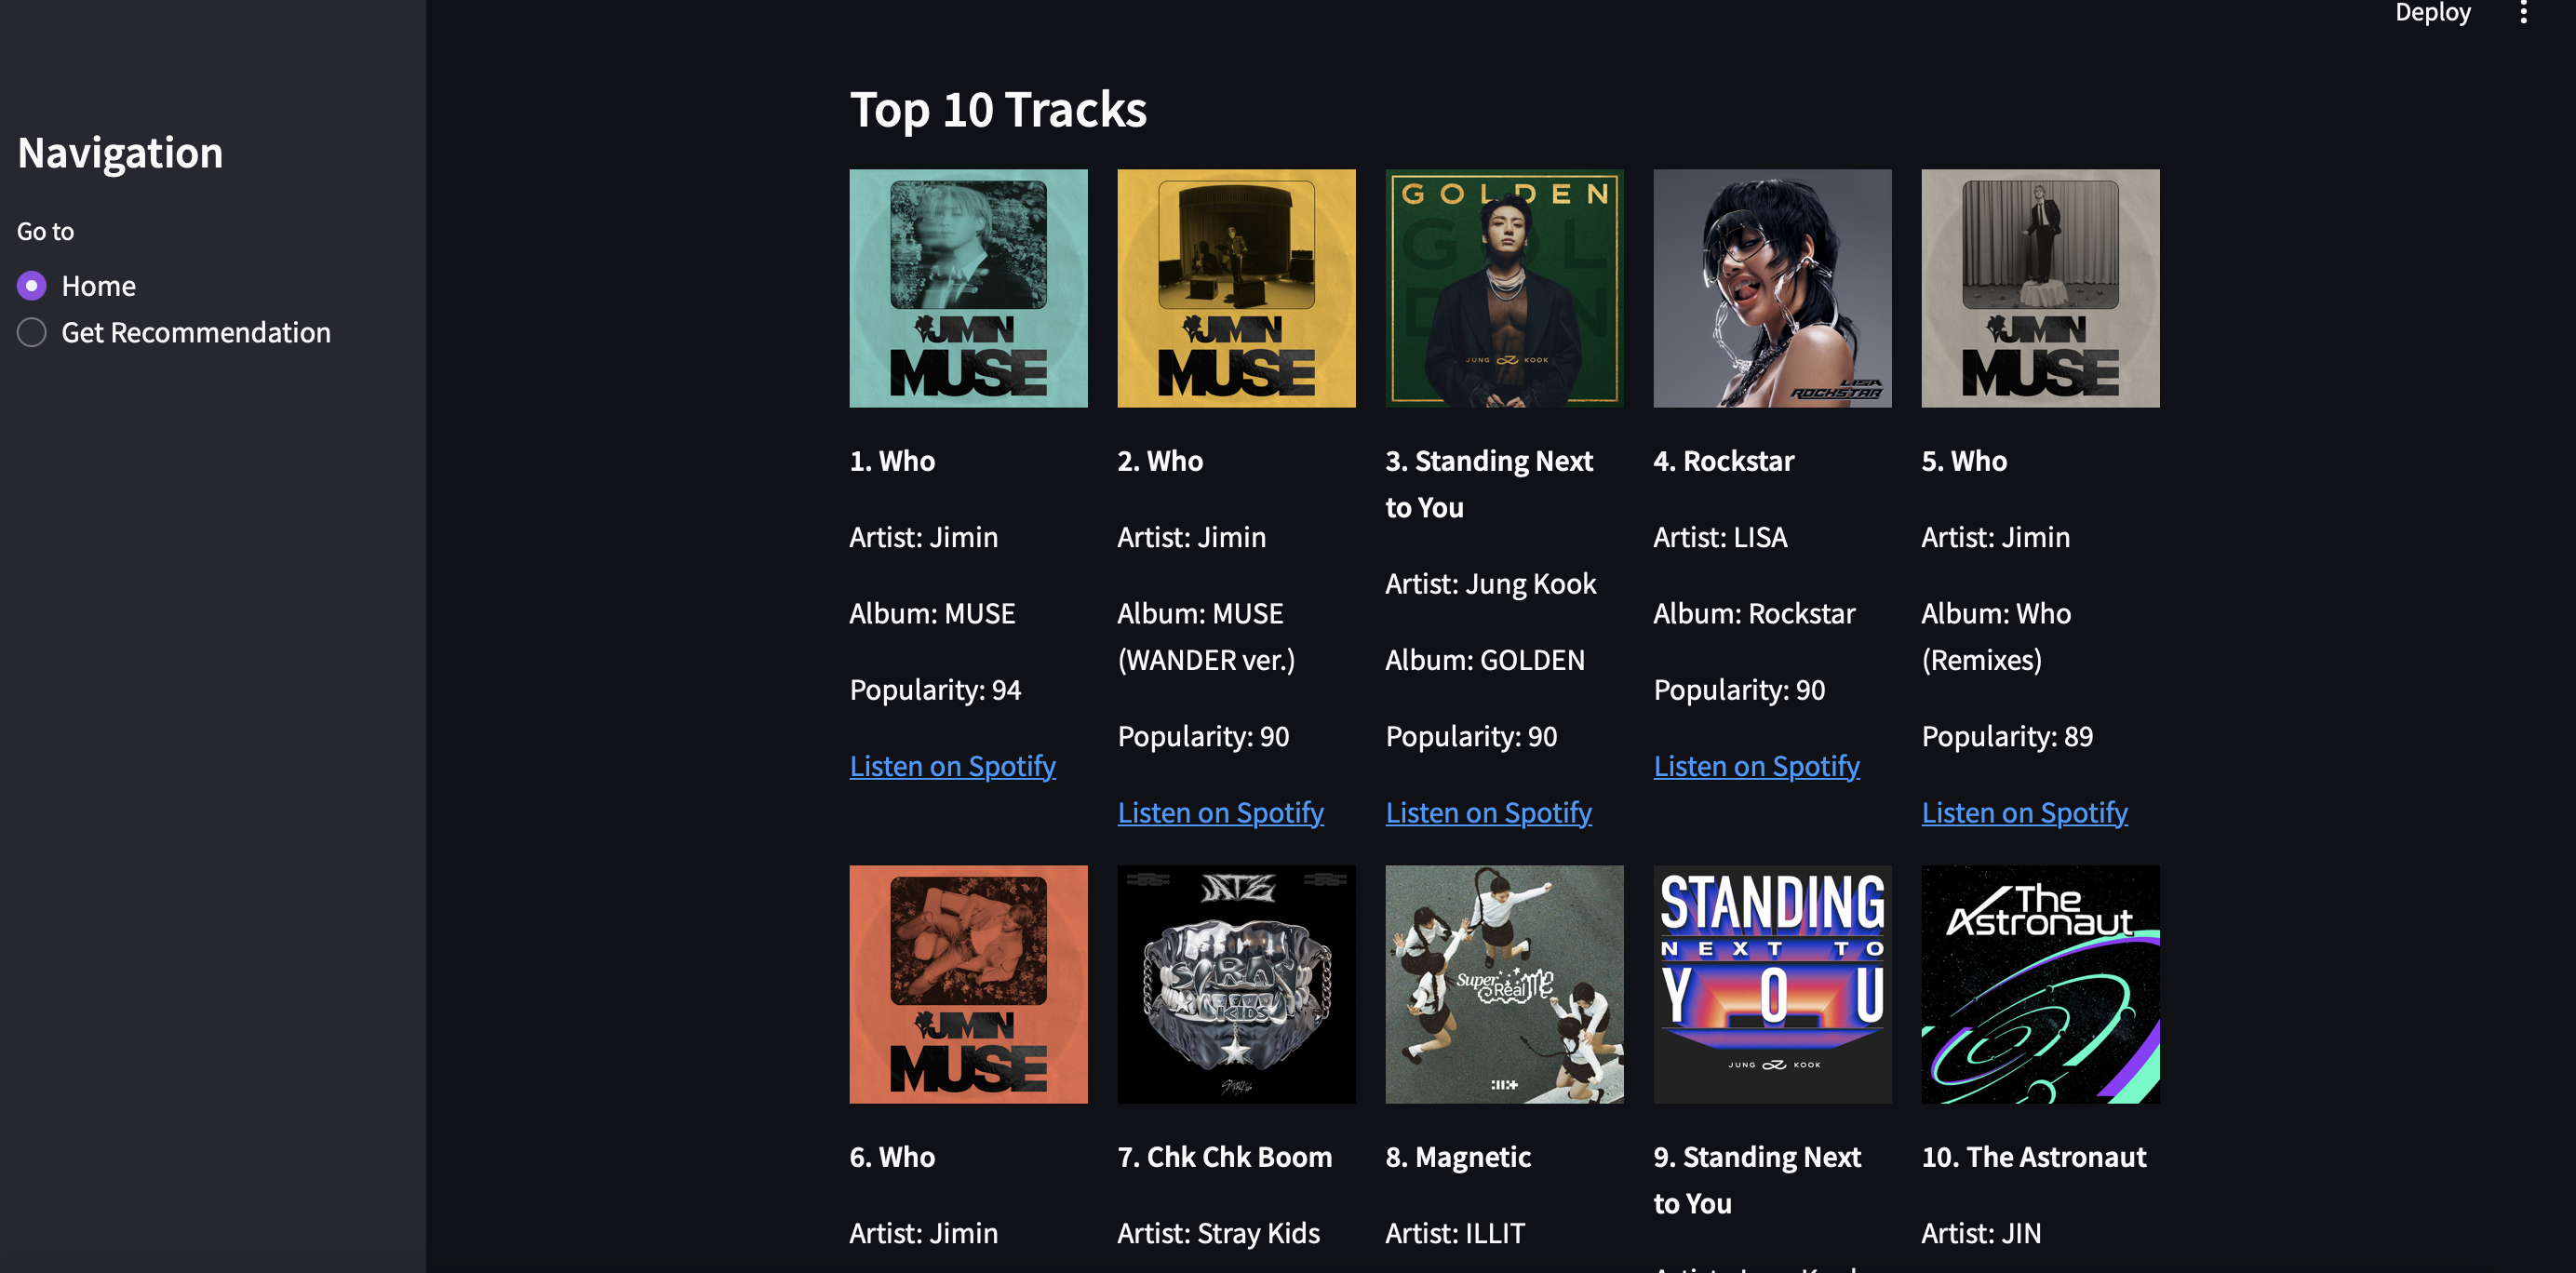 Deploy
Navigation
Go to
Home
Get Recommendation
Top 10 Tracks
JIMIN
MUSE
JIMIN
MUSE
GOLDEN
GOL
DEN
JUNG KOOK
LISA
ROCKSTAR
JIMIN
MUSE
1. Who
Artist: Jimin
Album: MUSE
Popularity: 94
Listen on Spotify
2. Who
Artist: Jimin
Album: MUSE
(WANDER ver.)
Popularity: 90
Listen on Spotify
3. Standing Next
to You
Artist: Jung Kook
Album: GOLDEN
Popularity: 90
Listen on Spotify
4. Rockstar
Artist: LISA
Album: Rockstar
Popularity: 90
Listen on Spotify
5. Who
Artist: Jimin
Album: Who
(Remixes)
Popularity: 89
Listen on Spotify
JIMIN
MUSE
ATE
STRAY
KIDS
Super
Real ME
STANDING
NEXT TO
YOU
JUNG KOOK
The
Astronaut
6. Who
Artist: Jimin
7. Chk Chk Boom
Artist: Stray Kids
8. Magnetic
Artist: ILLIT
9. Standing Next
to You
10. The Astronaut
Artist: JIN